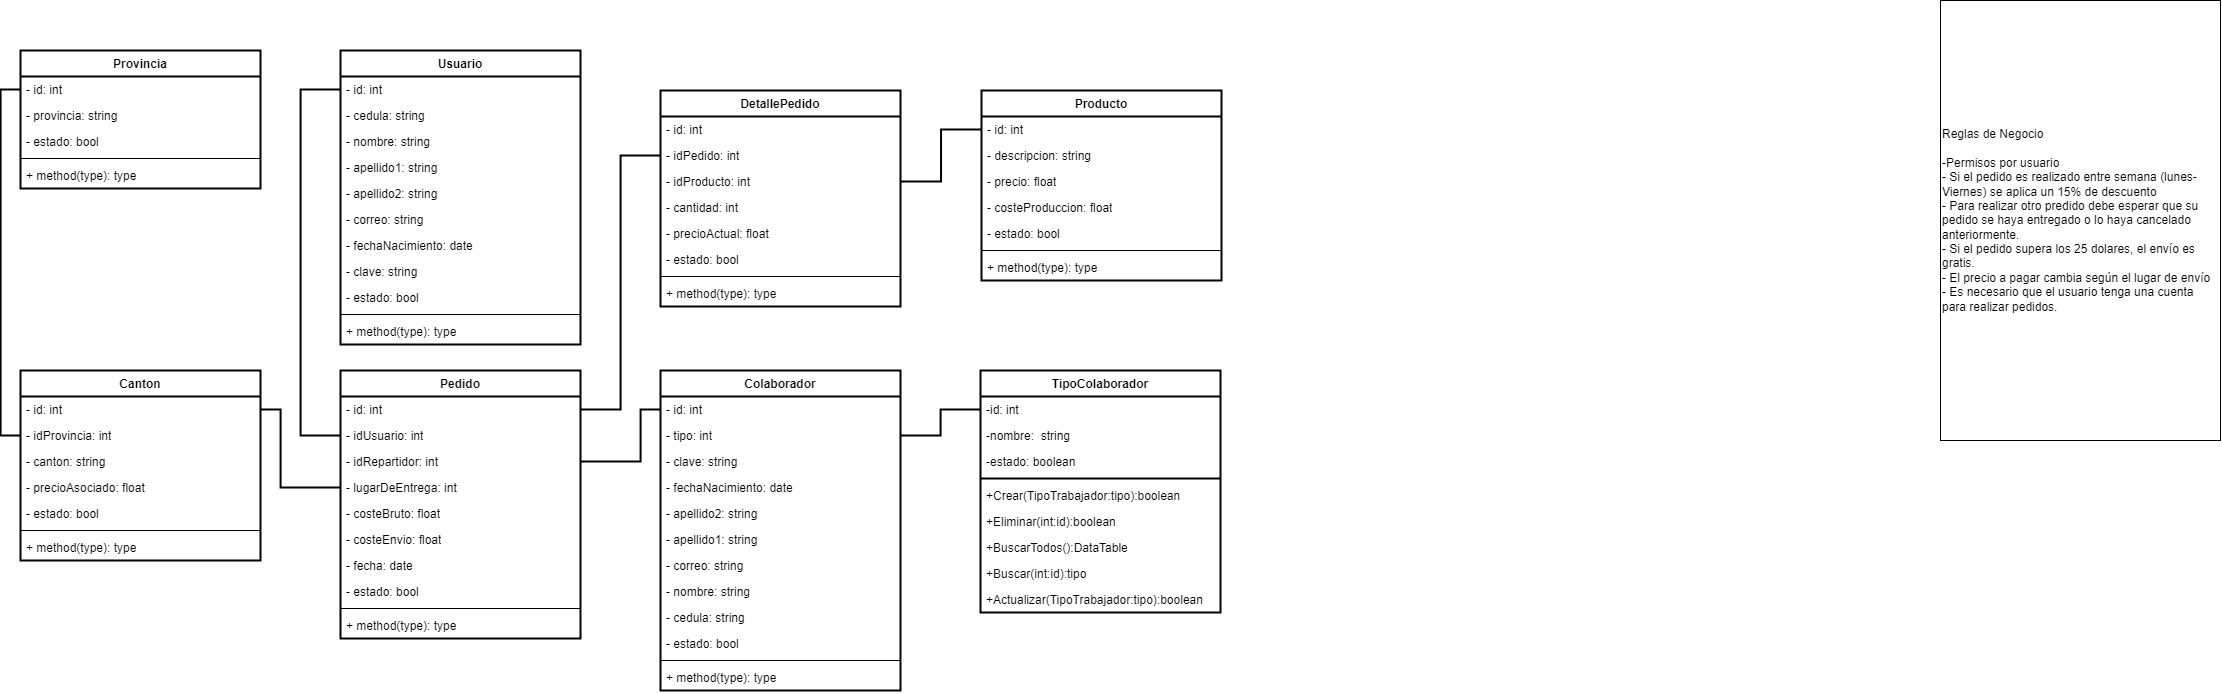 Provincia
- id: int
- provincia: string
- estado: bool
+ method(type): type
Usuario
- id: int
- cedula: string
- nombre: string
- apellido1: string
- apellido2: string
- correo: string
- fechaNacimiento: date
- clave: string
- estado: bool
+ method(type): type
DetallePedido
- id: int
- idPedido: int
- idProducto: int
- cantidad: int
- precioActual: float
- estado: bool
+ method(type): type
Producto
- id: int
- descripcion: string
- precio: float
- costeProduccion: float
- estado: bool
+ method(type): type
Canton
- id: int
- idProvincia: int
- canton: string
- precioAsociado: float
- estado: bool
+ method(type): type
Pedido
- id: int
- idUsuario: int
- idRepartidor: int
- lugarDeEntrega: int
- costeBruto: float
- costeEnvio: float
- fecha: date
- estado: bool
+ method(type): type
Colaborador
- id: int
- tipo: int
- clave: string
- fechaNacimiento: date
- apellido2: string
- apellido1: string
- correo: string
- nombre: string
- cedula: string
- estado: bool
+ method(type): type
TipoColaborador
-id: int
-nombre:  string
-estado: boolean
+Crear(TipoTrabajador:tipo):boolean
+Eliminar(int:id):boolean
+BuscarTodos():DataTable
+Buscar(int:id):tipo
+Actualizar(TipoTrabajador:tipo):boolean
Reglas de Negocio
-Permisos por usuario
- Si el pedido es realizado entre semana (lunes-
Viernes) se aplica un 15% de descuento
- Para realizar otro predido debe esperar que su
pedido se haya entregado o lo haya cancelado
anteriormente.
- Si el pedido supera los 25 dolares, el envío es
gratis.
- El precio a pagar cambia según el lugar de envío
- Es necesario que el usuario tenga una cuenta
para realizar pedidos.